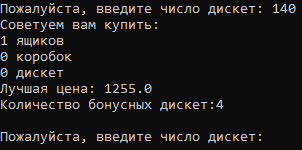 Пожалуйста, введите число дискет: 140
Советуем вам купить:
1 ящиков
0 коробок
0 дискет
Лучшая цена: 1255.0
Количество бонусных дискет:4
Пожалуйста, введите число дискет: